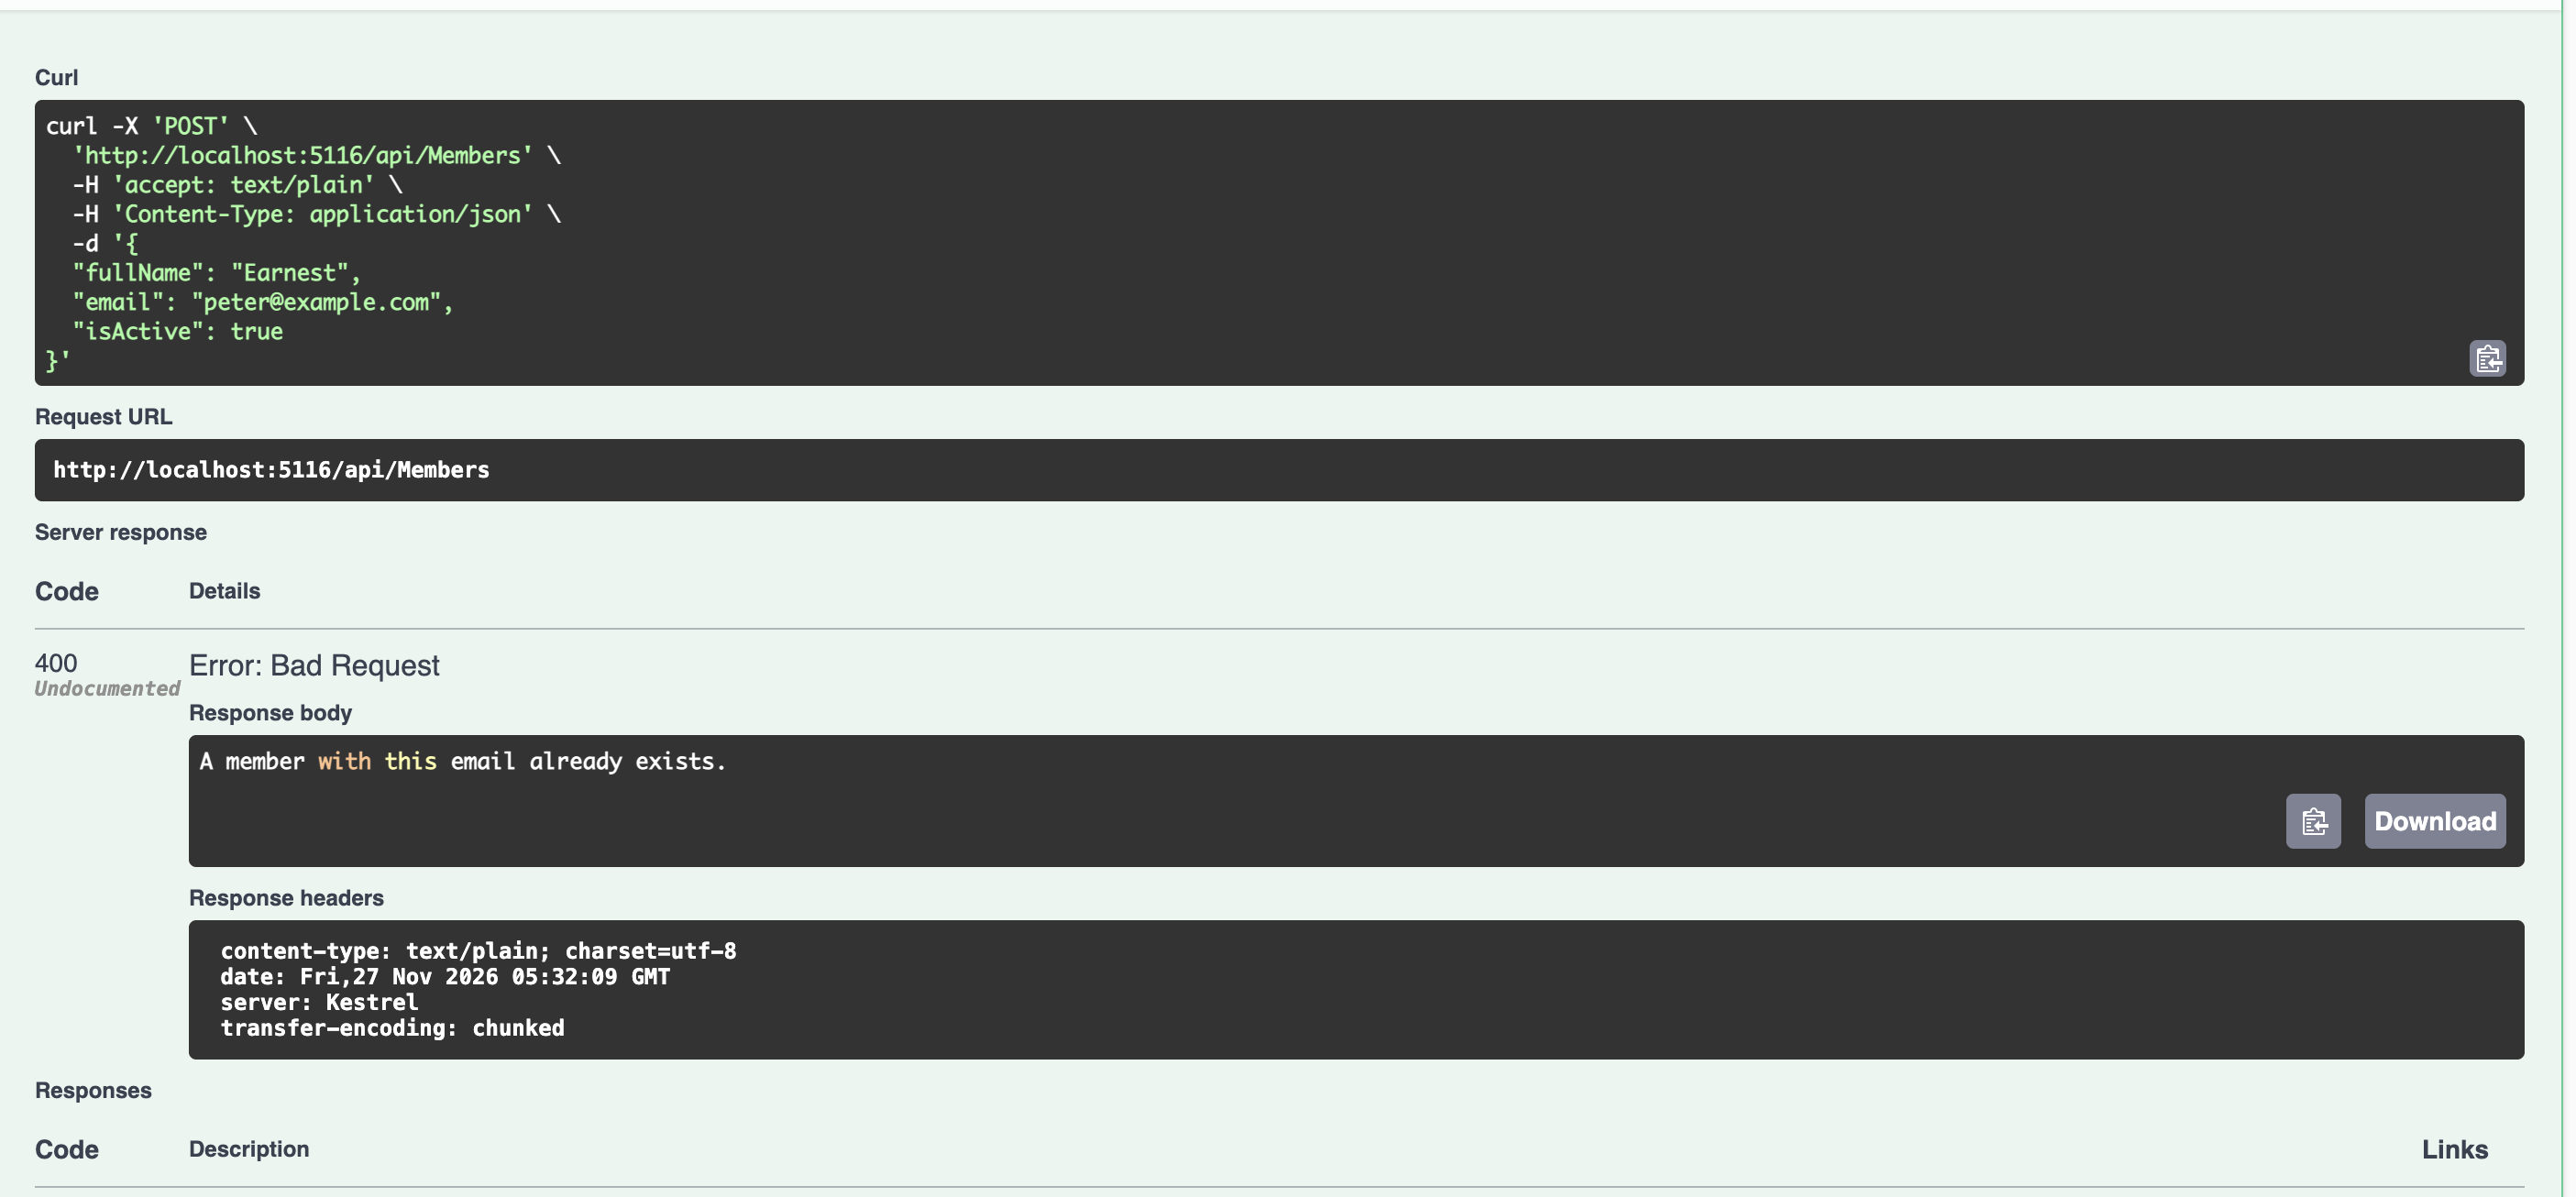 Curl
curl -X 'POST' \
  'http://localhost:5116/api/Members' \
  -H 'accept: text/plain' \
  -H 'Content-Type: application/json' \
  -d '{
  "fullName": "Earnest",
  "email": "peter@example.com",
  "isActive": true
}'
Request URL
http://localhost:5116/api/Members
Server response
Code Details
400 Error: Bad Request
Undocumented
Response body
A member with this email already exists.
Download
Response headers
content-type: text/plain; charset=utf-8
date: Fri,27 Nov 2026 05:32:09 GMT
server: Kestrel
transfer-encoding: chunked
Responses
Code Description Links